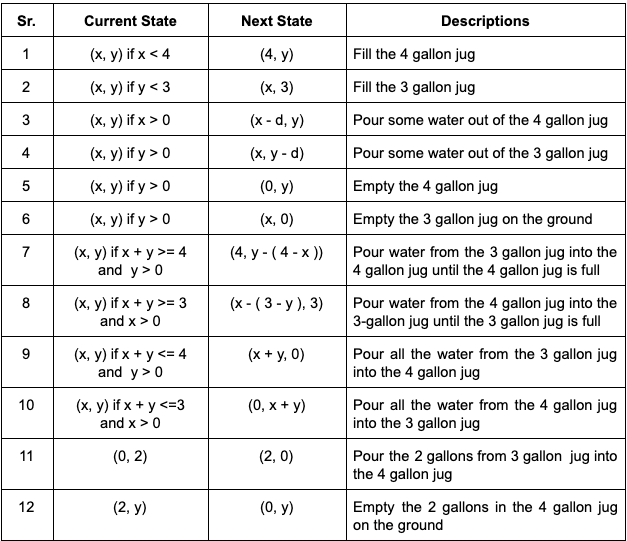 Sr. Current State Next State Descriptions
1 (x, y) if x < 4 (4, y) Fill the 4 gallon jug
2 (x, y) if y < 3 (x, 3) Fill the 3 gallon jug
3 (x, y) if x > 0 (x - d, y) Pour some water out of the 4 gallon jug
4 (x, y) if y > 0 (x, y - d) Pour some water out of the 3 gallon jug
5 (x, y) if y > 0 (0, y) Empty the 4 gallon jug
6 (x, y) if y > 0 (x, 0) Empty the 3 gallon jug on the ground
7 (x, y) if x + y >= 4 (4, y - ( 4 - x )) Pour water from the 3 gallon jug into the
and y > 0 4 gallon jug until the 4 gallon jug is full
8 (x, y) if x + y >= 3 (x - ( 3 - y ), 3) Pour water from the 4 gallon jug into the
and x > 0 3-gallon jug until the 3 gallon jug is full
9 (x, y) if x + y <= 4 (x + y, 0) Pour all the water from the 3 gallon jug
and y > 0 into the 4 gallon jug
10 (x, y) if x + y <=3 (0, x + y) Pour all the water from the 4 gallon jug
and x > 0 into the 3 gallon jug
11 (0, 2) (2, 0) Pour the 2 gallons from 3 gallon jug into
the 4 gallon jug
12 (2, y) (0, y) Empty the 2 gallons in the 4 gallon jug
on the ground